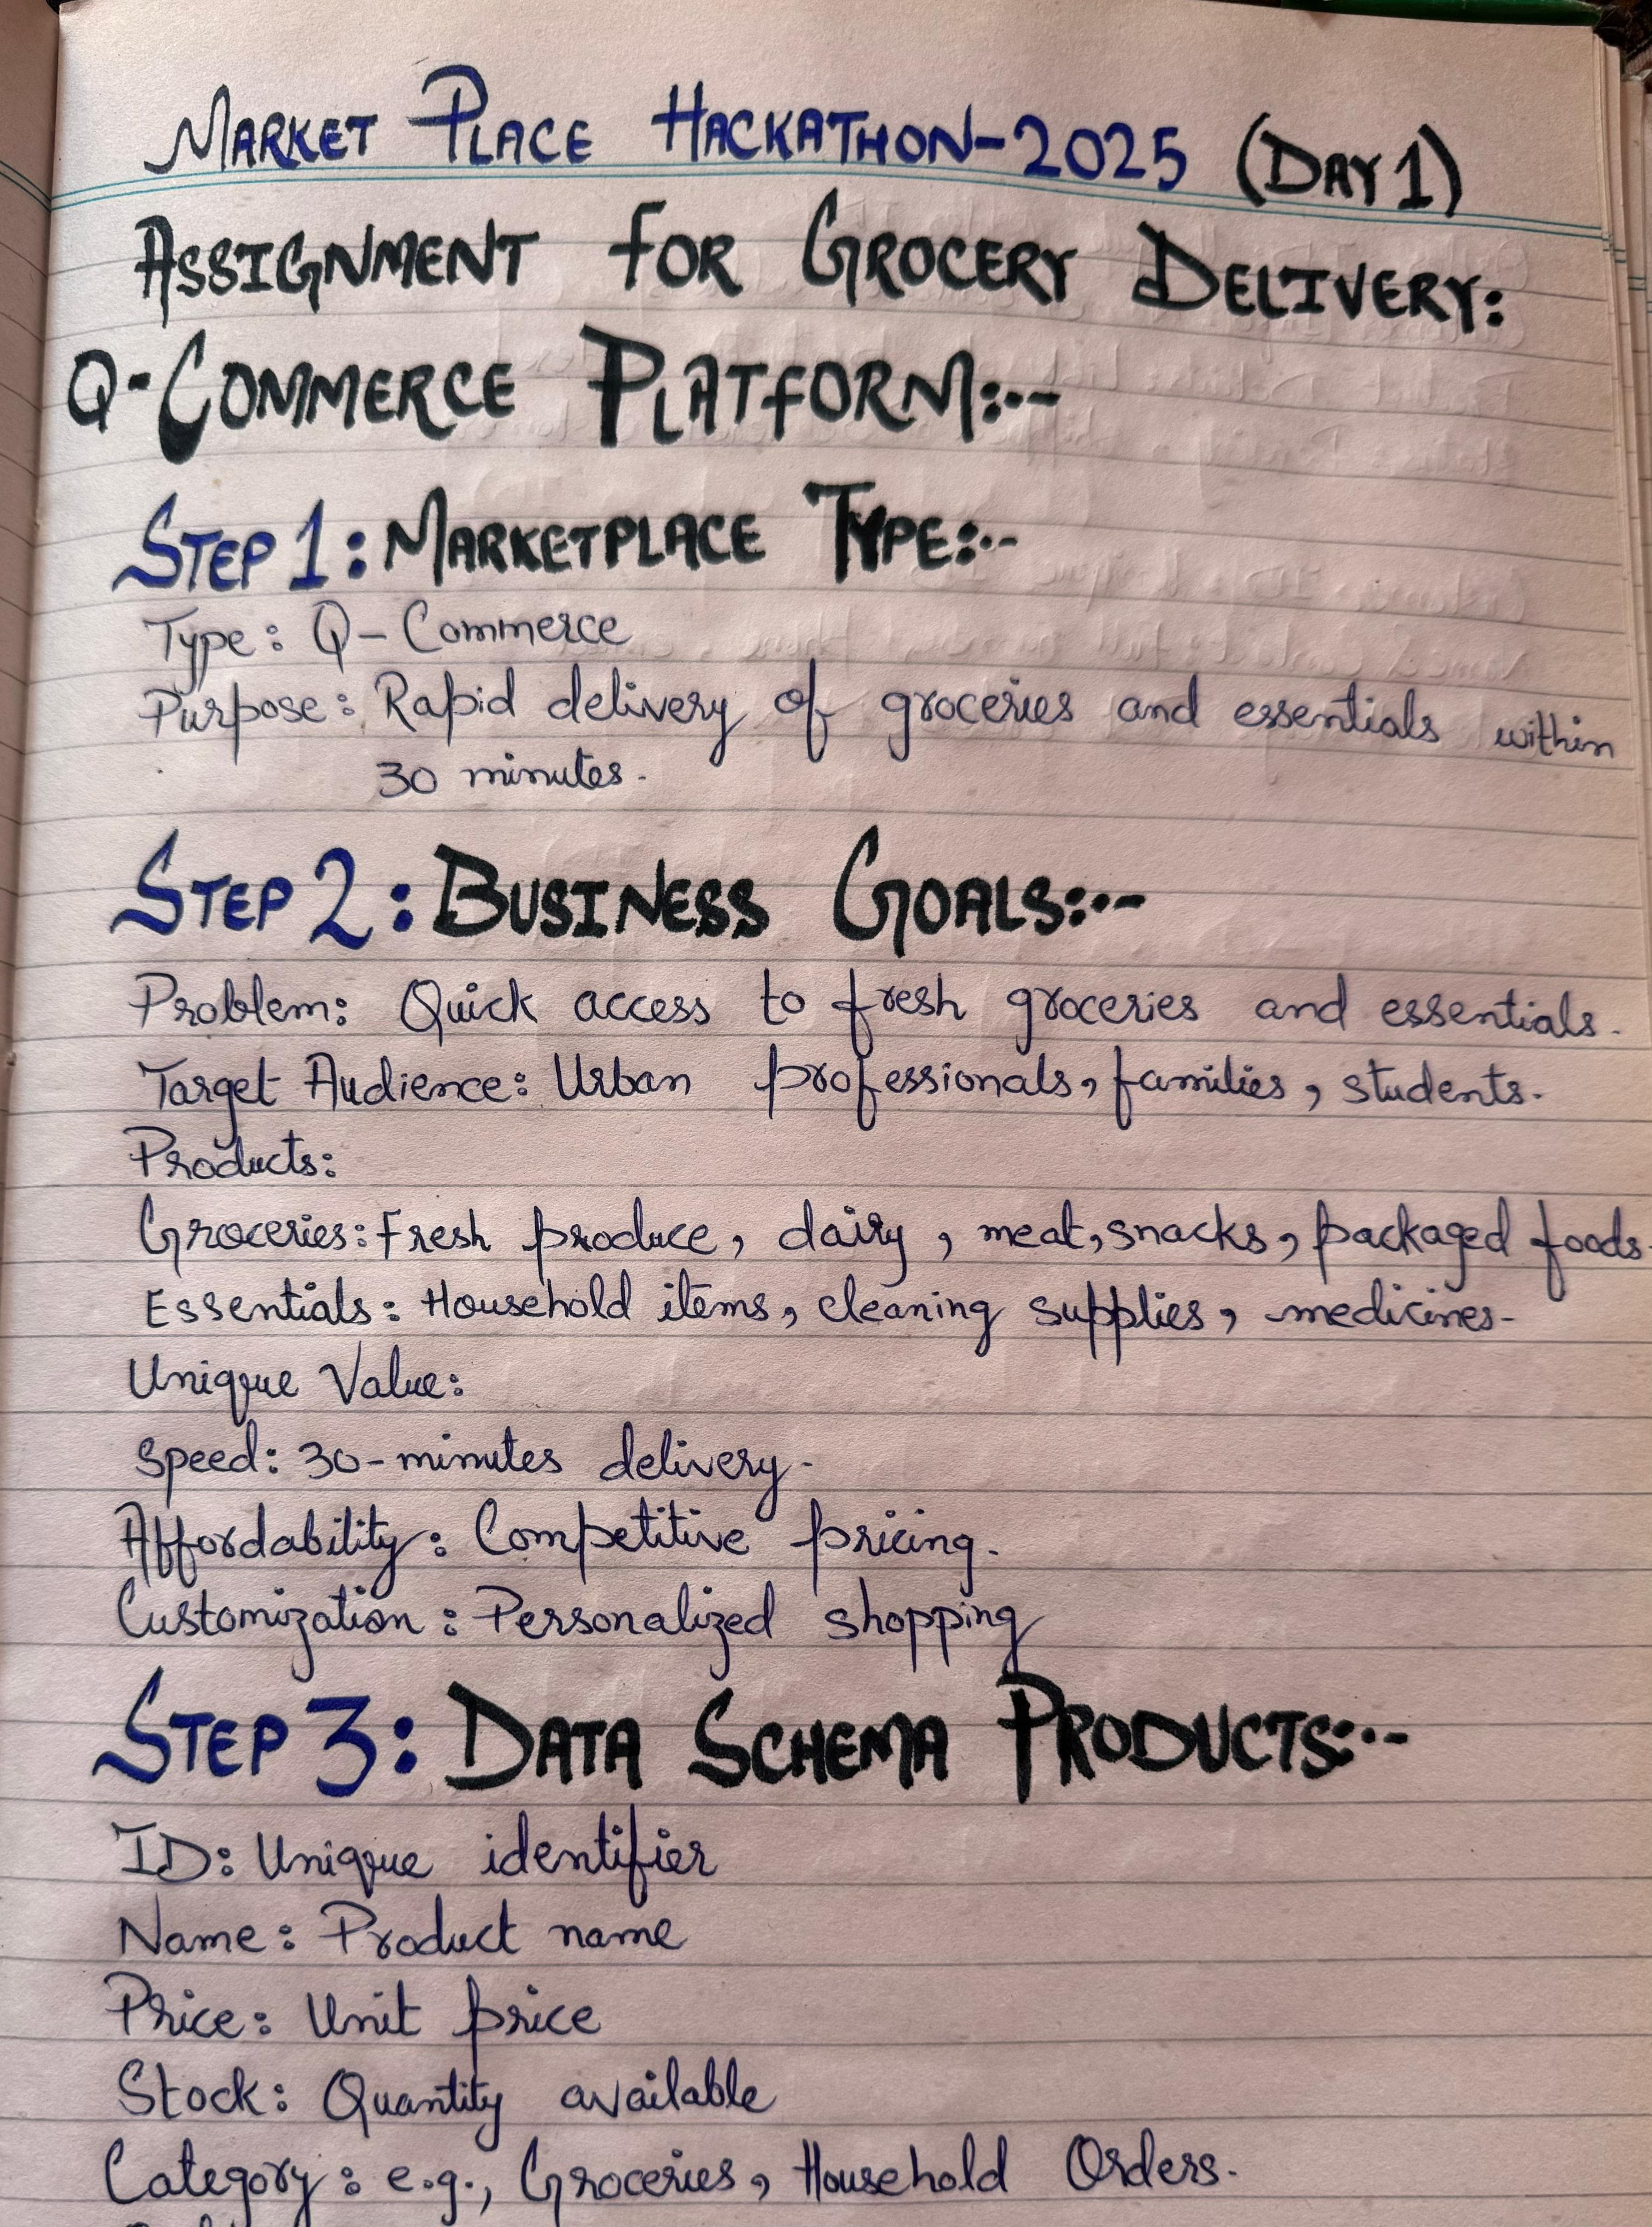 MARKET PLACE HACKATHON-2025 (DAY 1)
ASSIGNMENT FOR GROCERY DELIVERY:
Q-COMMERCE PLATFORM:--
STEP 1: MARKETPLACE TYPE:--
Type: Q-Commerce
Purpose: Rapid delivery of groceries and essentials within
30 minutes.
STEP 2: BUSINESS GOALS:--
Problem: Quick access to fresh groceries and essentials.
Target Audience: Urban professionals, families, students.
Products:
Groceries: Fresh produce, dairy, meat, snacks, packaged foods.
Essentials: Household items, cleaning supplies, medicines.
Unique Value:
Speed: 30-minutes delivery.
Affordability: Competitive pricing.
Customization: Personalized shopping
STEP 3: DATA SCHEMA PRODUCTS:--
ID: Unique identifier
Name: Product name
Price: Unit price
Stock: Quantity available
Category: e.g., Groceries, Household Orders.